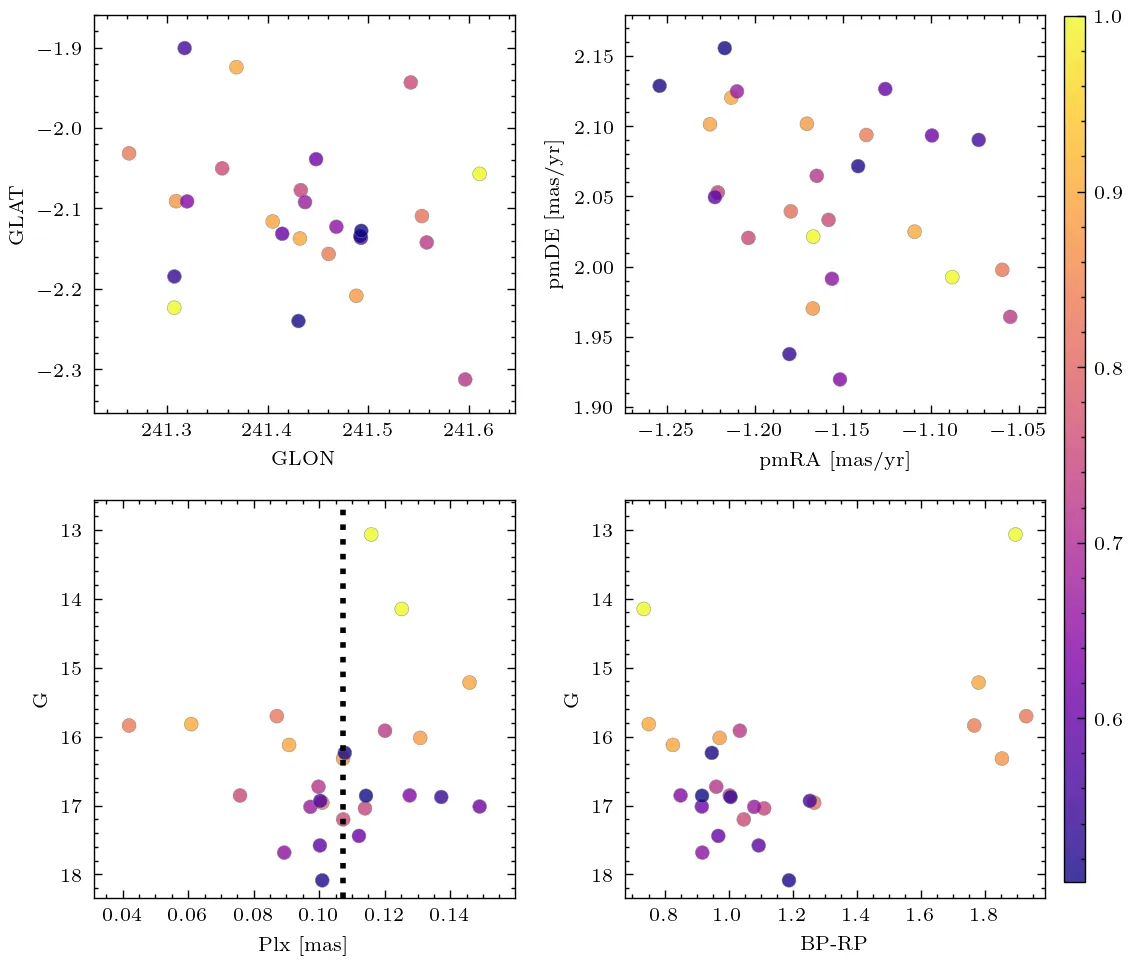 −1.9
−2.0
−2.1
−2.2
−2.3
GLAT
241.3 241.4 241.5 241.6
GLON
2.15
2.10
2.05
2.00
1.95
1.90
pmDE [mas/yr]
−1.25 −1.20 −1.15 −1.10 −1.05
pmRA [mas/yr]
1.0
0.9
0.8
0.7
0.6
13
14
15
16
17
18
G
0.04 0.06 0.08 0.10 0.12 0.14
Plx [mas]
13
14
15
16
17
18
G
0.8 1.0 1.2 1.4 1.6 1.8
BP-RP